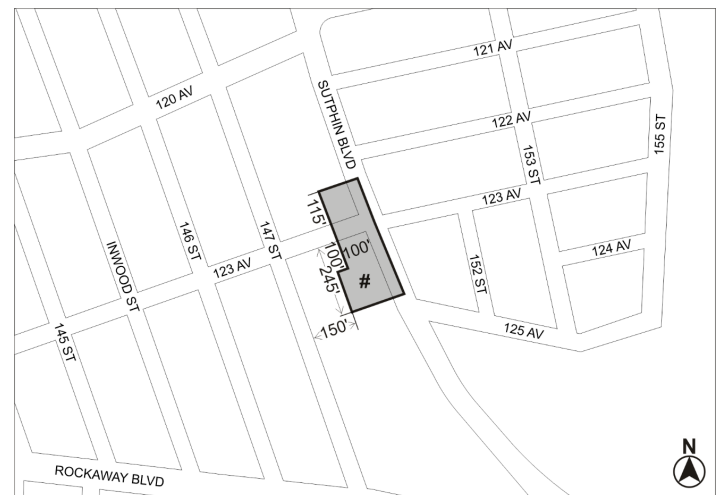 121 AV
120 AV
SUTPHIN BLVD
122 AV
155 ST
153 ST
123 AV
115'
146 ST
147 ST
100'
100'
INWOOD ST
123 AV
245'
#
152 ST
124 AV
150'
125 AV
145 ST
N
ROCKAWAY BLVD